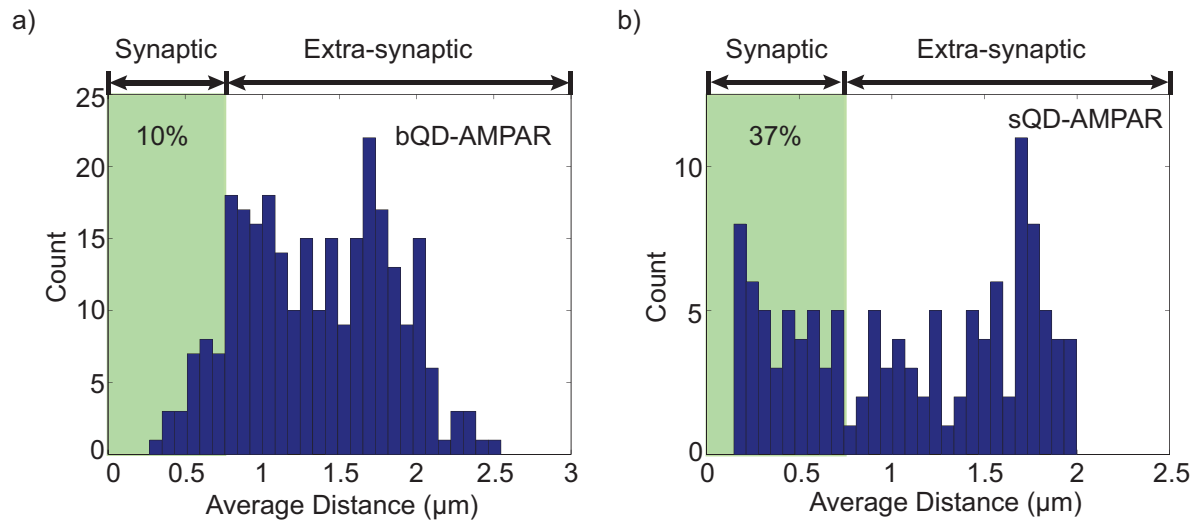 a)
Synaptic
Extra-synaptic
25
20
15
10
5
0
Count
10%
bQD-AMPAR
0
0.5
1
1.5
2
2.5
3
Average Distance (µm)
b)
Synaptic
Extra-synaptic
10
5
0
Count
37%
sQD-AMPAR
0
0.5
1
1.5
2
2.5
Average Distance (µm)